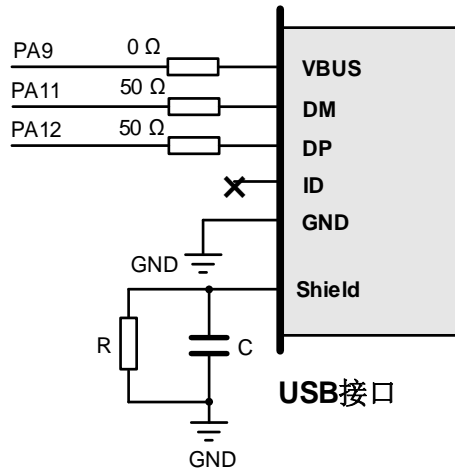 PA9 0 Ω VBUS
PA11 50 Ω DM
PA12 50 Ω DP
ID
GND
GND
Shield
R C
USB接口
GND